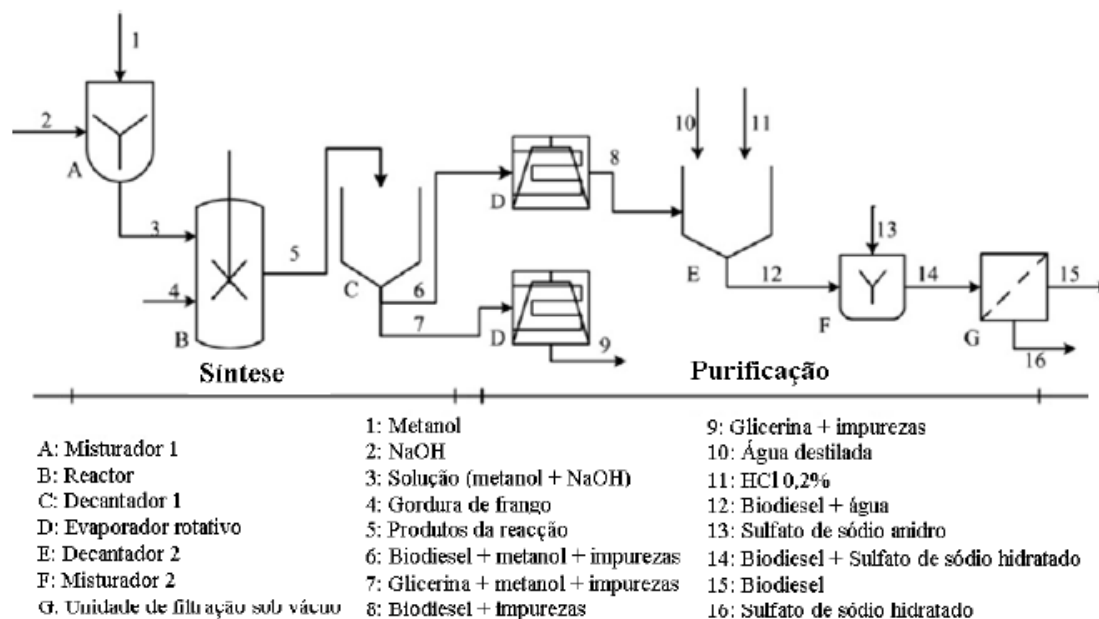 1
2
A
3
4
B
5
C
6
7
D
8
D
9
10
11
E
12
13
F
14
G
15
16
Síntese
Purificação
A: Misturador 1
B: Reactor
C: Decantador 1
D: Evaporador rotativo
E: Decantador 2
F: Misturador 2
G. Unidade de filtração sob vácuo
1: Metanol
2: NaOH
3: Solução (metanol + NaOH)
4: Gordura de frango
5: Produtos da reacção
6: Biodiesel + metanol + impurezas
7: Glicerina + metanol + impurezas
8: Biodiesel + impurezas
9: Glicerina + impurezas
10: Água destilada
11: HCl 0,2%
12: Biodiesel + água
13: Sulfato de sódio anidro
14: Biodiesel + Sulfato de sódio hidratado
15: Biodiesel
16: Sulfato de sódio hidratado